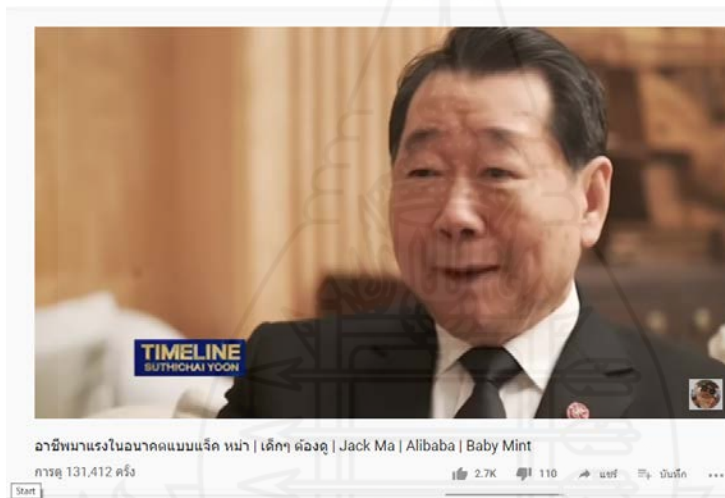 TIMELINE
SUTHICHAI YOON
อาชีพมาแรงในอนาคตแบบแจ็ค หม่า | เด็กๆ ต้องดู | Jack Ma | Alibaba | Baby Mint
การดู 131,412 ครั้ง 2.7K 110 แชร์ บันทึก
Start